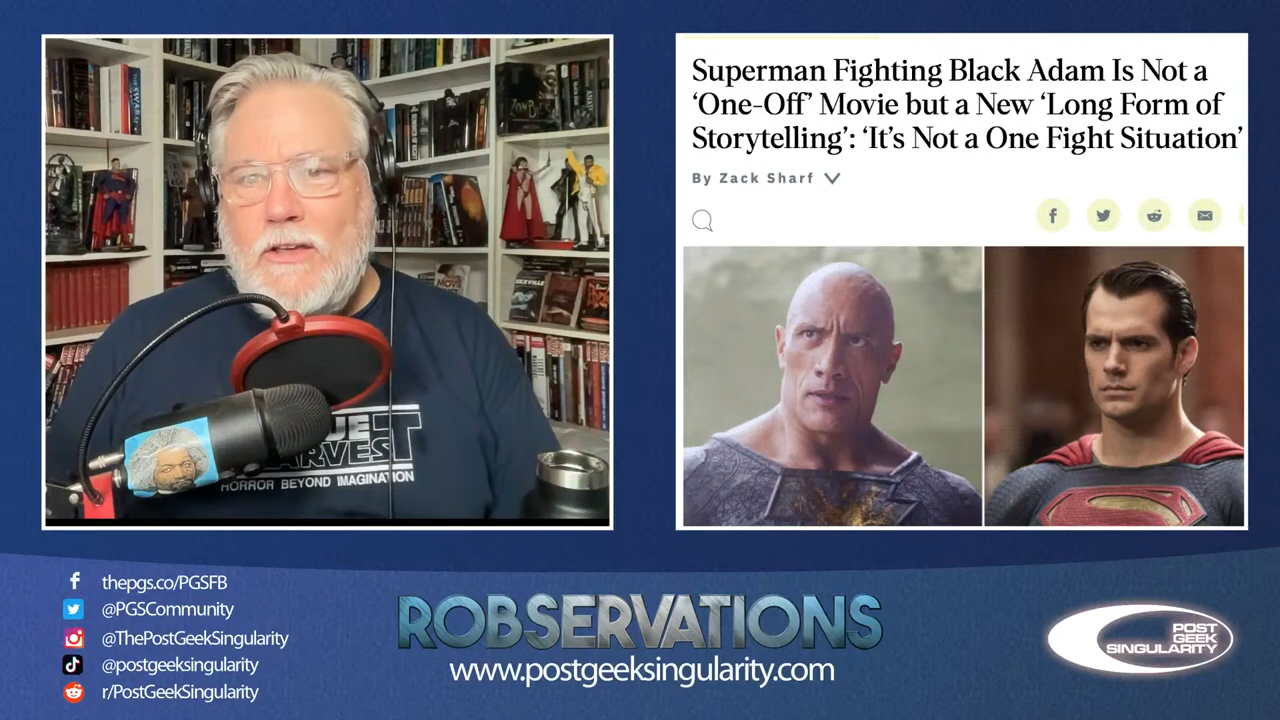 Superman Fighting Black Adam Is Not a
‘One-Off’ Movie but a New ‘Long Form of
Storytelling’: ‘It’s Not a One Fight Situation’
By Zack Sharf
HORROR BEYOND IMAGINATION
thepgs.co/PGSFB
@PGSCommunity
@ThePostGeekSingularity
@postgeeksingularity
r/PostGeekSingularity
ROBSERVATIONS
www.postgeeksingularity.com
POST
GEEK
SINGULARITY